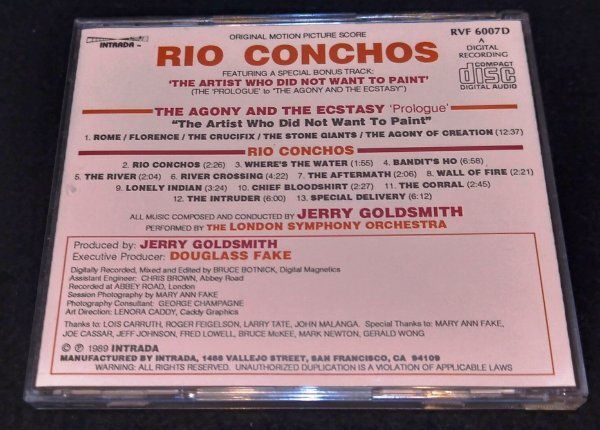 ORIGINAL MOTION PICTURE SCORE
RVF 6007D
INTRADA
RIO CONCHOS
A
DIGITAL
RECORDING
FEATURING A SPECIAL BONUS TRACK:
'THE ARTIST WHO DID NOT WANT TO PAINT'
(THE 'PROLOGUE' to "THE AGONY AND THE ECSTASY")
COMPACT
disc
DIGITAL AUDIO
THE AGONY AND THE ECSTASY 'Prologue'
"The Artist Who Did Not Want To Paint"
1. ROME / FLORENCE / THE CRUCIFIX / THE STONE GIANTS / THE AGONY OF CREATION (12:37)
RIO CONCHOS
2. RIO CONCHOS (2:26) 3. WHERE'S THE WATER (1:55) 4. BANDIT'S HO (6:56)
5. THE RIVER (2:04) 6. RIVER CROSSING (4:22) 7. THE AFTERMATH (2:06) 8. WALL OF FIRE (2:21)
9. LONELY INDIAN (3:24) 10. CHIEF BLOODSHIRT (2:27) 11. THE CORRAL (2:45)
12. THE INTRUDER (6:00) 13. SPECIAL DELIVERY (6:12)
ALL MUSIC COMPOSED AND CONDUCTED BY JERRY GOLDSMITH
PERFORMED BY THE LONDON SYMPHONY ORCHESTRA
Produced by: JERRY GOLDSMITH
Executive Producer: DOUGLASS FAKE
Digitally Recorded, Mixed and Edited by BRUCE BOTNICK, Digital Magnetics
Assistant Engineer: CHRIS BROWN, Abbey Road
Recorded at ABBEY ROAD, London
Session Photography by MARY ANN FAKE
Photography Consultant: GEORGE CHAMPAGNE
Art Direction: LENORA CADDY, Caddy Graphics
Thanks to: LOIS CARRUTH, ROGER FEIGELSON, LARRY TATE, JOHN MALANGA. Special Thanks to: MARY ANN FAKE,
JOE CASSAR, JEFF JOHNSON, FRED LOWELL, BRUCE McKEE, MARK NEWTON, GERALD WONG
© ℗ 1989 INTRADA
MANUFACTURED BY INTRADA, 1488 VALLEJO STREET, SAN FRANCISCO, CA 94109
WARNING: ALL RIGHTS RESERVED. UNAUTHORIZED DUPLICATION IS A VIOLATION OF APPLICABLE LAWS